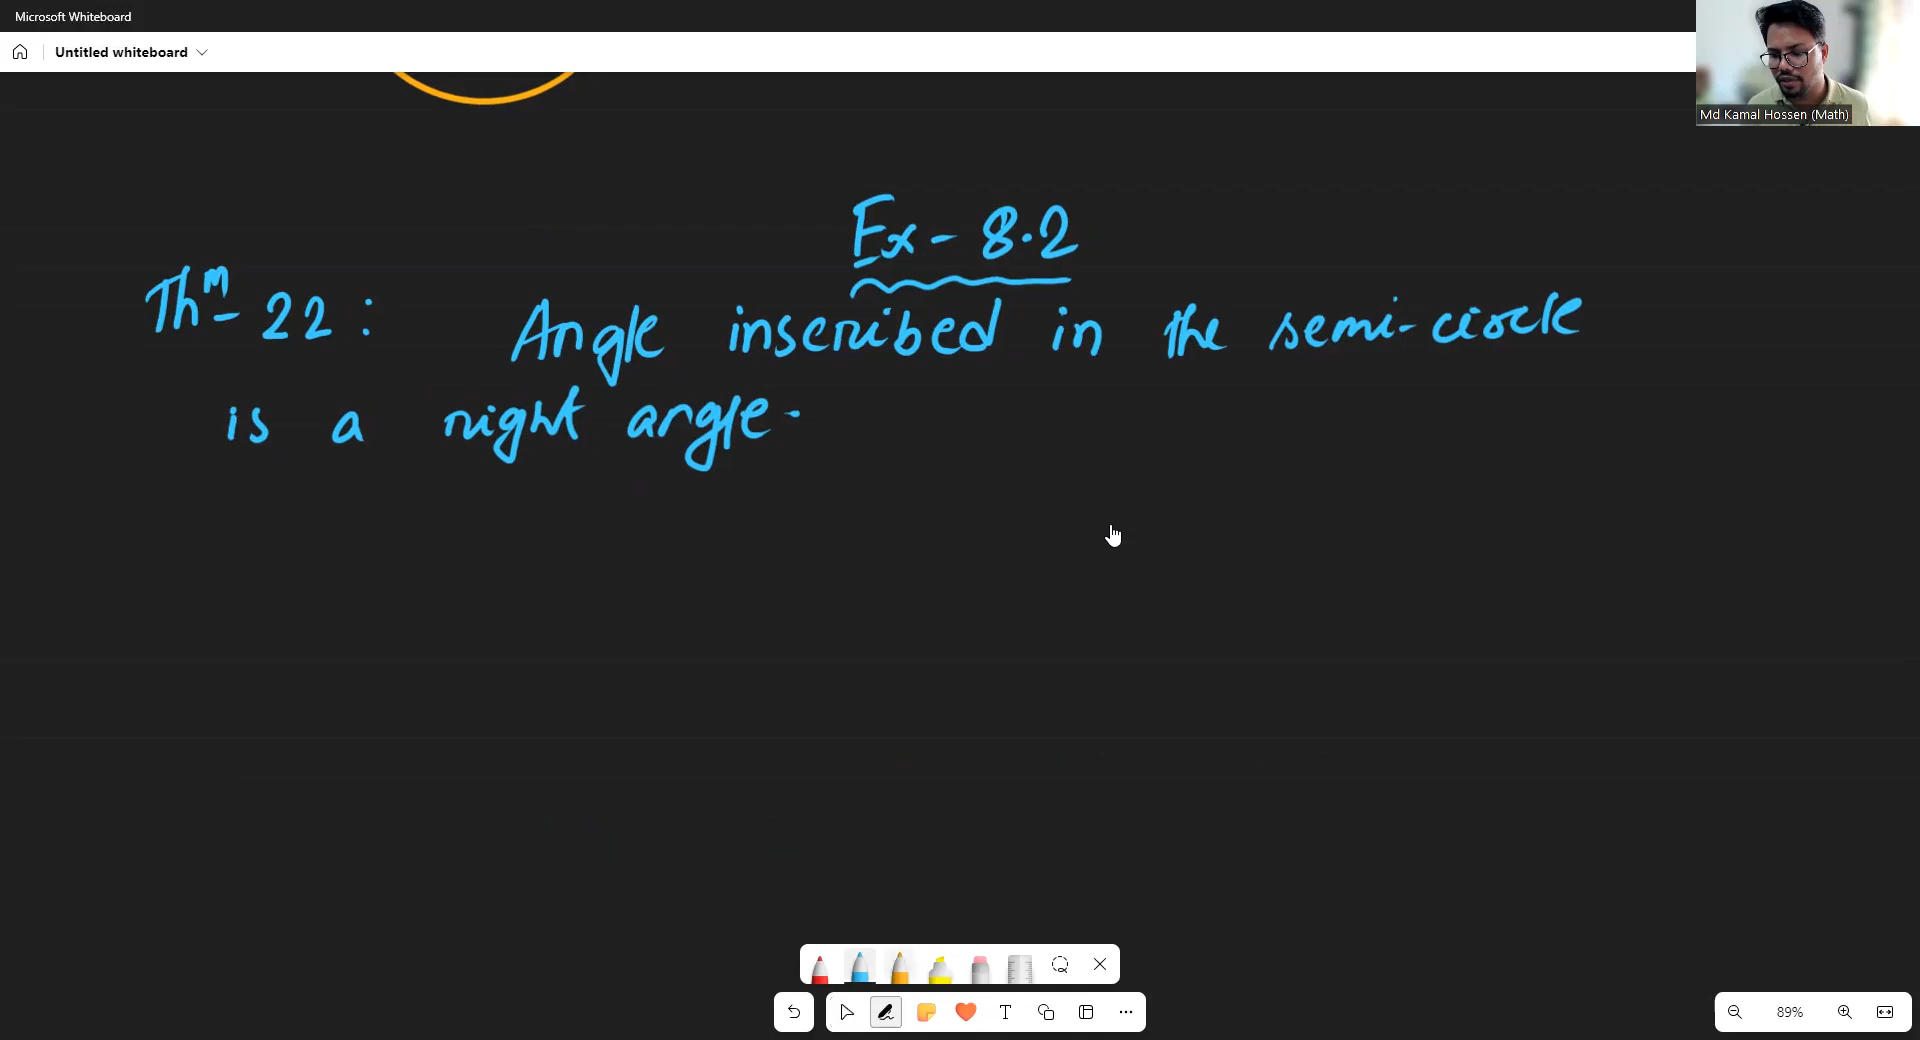 Microsoft Whiteboard
Untitled whiteboard
Md Kamal Hossen (Math)
Ex - 8.2
Thm - 22 : Angle inscribed in the semi-circle
is a right angle.
89%